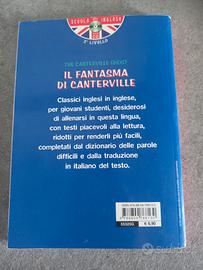 SCUOLA INGLESE
2° LIVELLO
THE CANTERVILLE GHOST
IL FANTASMA
DI CANTERVILLE
Classici inglesi in inglese,
per giovani studenti, desiderosi
di allenarsi in questa lingua,
con testi piacevoli alla lettura,
ridotti per renderli più facili,
completati dal dizionario delle parole
difficili e dalla traduzione
in italiano del testo.
€ 6,90